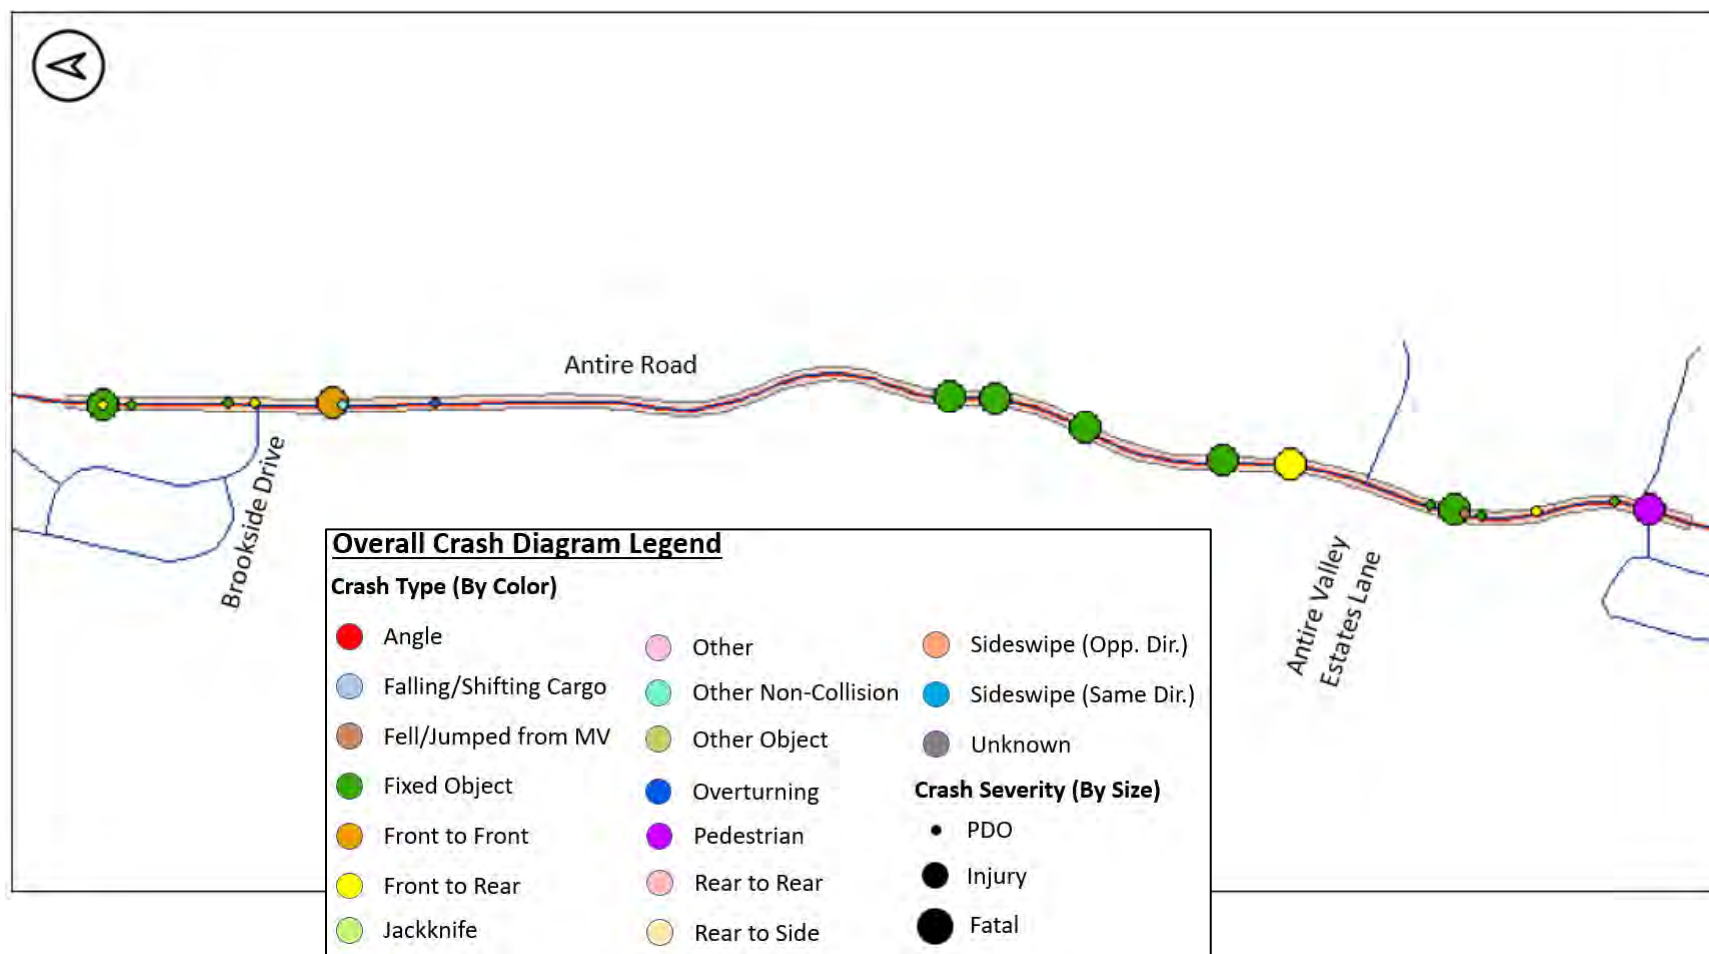 Antire Road
Brookside Drive
Antire Valley
Estates Lane
Overall Crash Diagram Legend
Crash Type (By Color)
Angle
Falling/Shifting Cargo
Fell/Jumped from MV
Fixed Object
Front to Front
Front to Rear
Jackknife
Other
Other Non-Collision
Other Object
Overturning
Pedestrian
Rear to Rear
Rear to Side
Sideswipe (Opp. Dir.)
Sideswipe (Same Dir.)
Unknown
Crash Severity (By Size)
PDO
Injury
Fatal